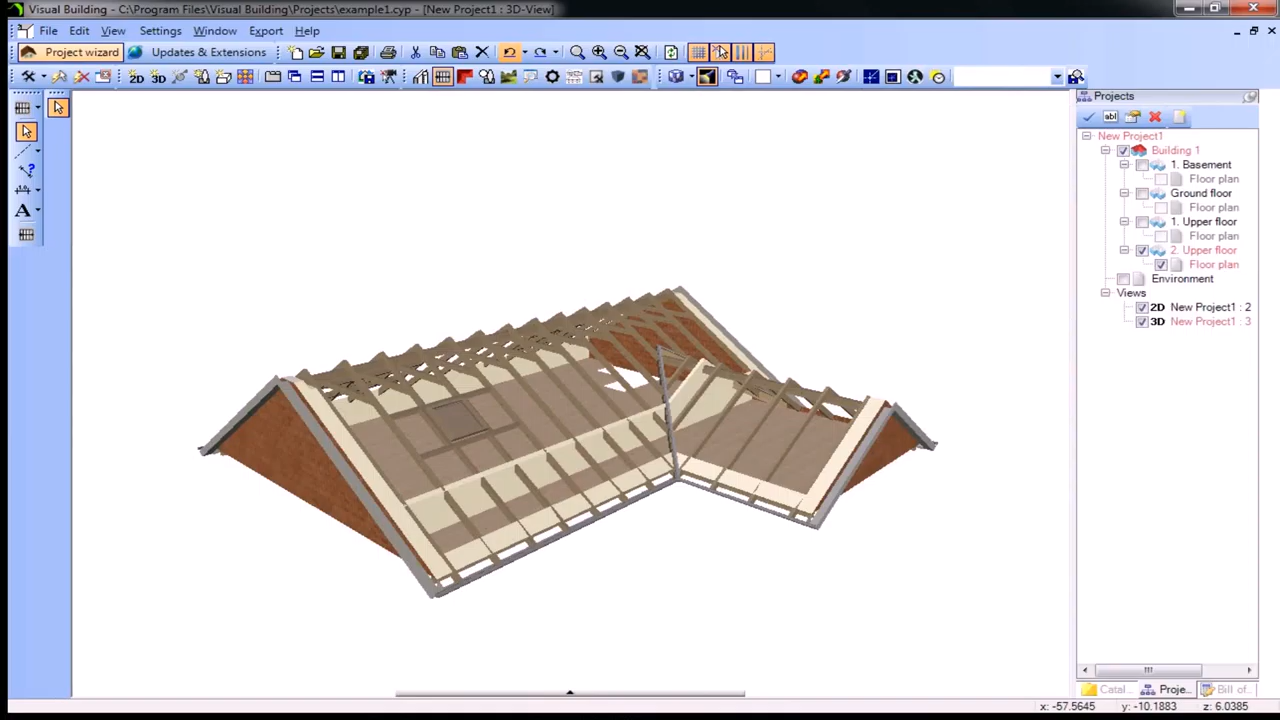 Visual Building - C:\Program Files\Visual Building\Projects\example1.cyp - [New Project1 : 3D-View]
File Edit View Settings Window Export Help
Project wizard Updates & Extensions
2D 3D
Projects
abl
New Project1
Building 1
1. Basement
Floor plan
Ground floor
Floor plan
1. Upper floor
Floor plan
2. Upper floor
Floor plan
Environment
Views
2D New Project1 : 2
3D New Project1 : 3
A
Catal... Proje... Bill of...
x: -57.5645 y: -10.1883 z: 6.0385